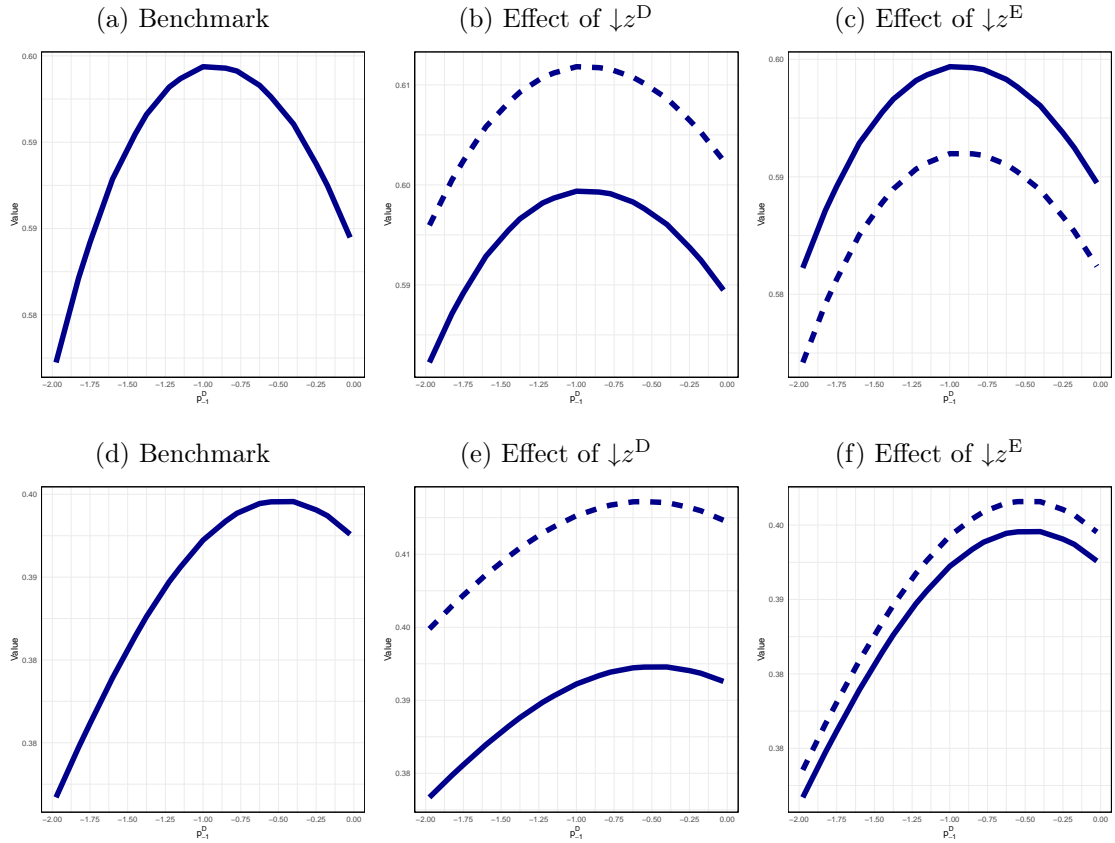 (a) Benchmark
(b) Effect of ↓z^D
(c) Effect of ↓z^E
Value
0.60
0.59
0.59
0.58
−2.00 −1.75 −1.50 −1.25 −1.00 −0.75 −0.50 −0.25 0.00
p^D_−1
Value
0.61
0.60
0.59
−2.00 −1.75 −1.50 −1.25 −1.00 −0.75 −0.50 −0.25 0.00
p^D_−1
Value
0.60
0.59
0.58
−2.00 −1.75 −1.50 −1.25 −1.00 −0.75 −0.50 −0.25 0.00
p^D_−1
(d) Benchmark
(e) Effect of ↓z^D
(f) Effect of ↓z^E
Value
0.40
0.39
0.38
0.38
−2.00 −1.75 −1.50 −1.25 −1.00 −0.75 −0.50 −0.25 0.00
p^D_−1
Value
0.41
0.40
0.39
0.38
−2.00 −1.75 −1.50 −1.25 −1.00 −0.75 −0.50 −0.25 0.00
p^D_−1
Value
0.40
0.39
0.38
0.38
−2.00 −1.75 −1.50 −1.25 −1.00 −0.75 −0.50 −0.25 0.00
p^D_−1